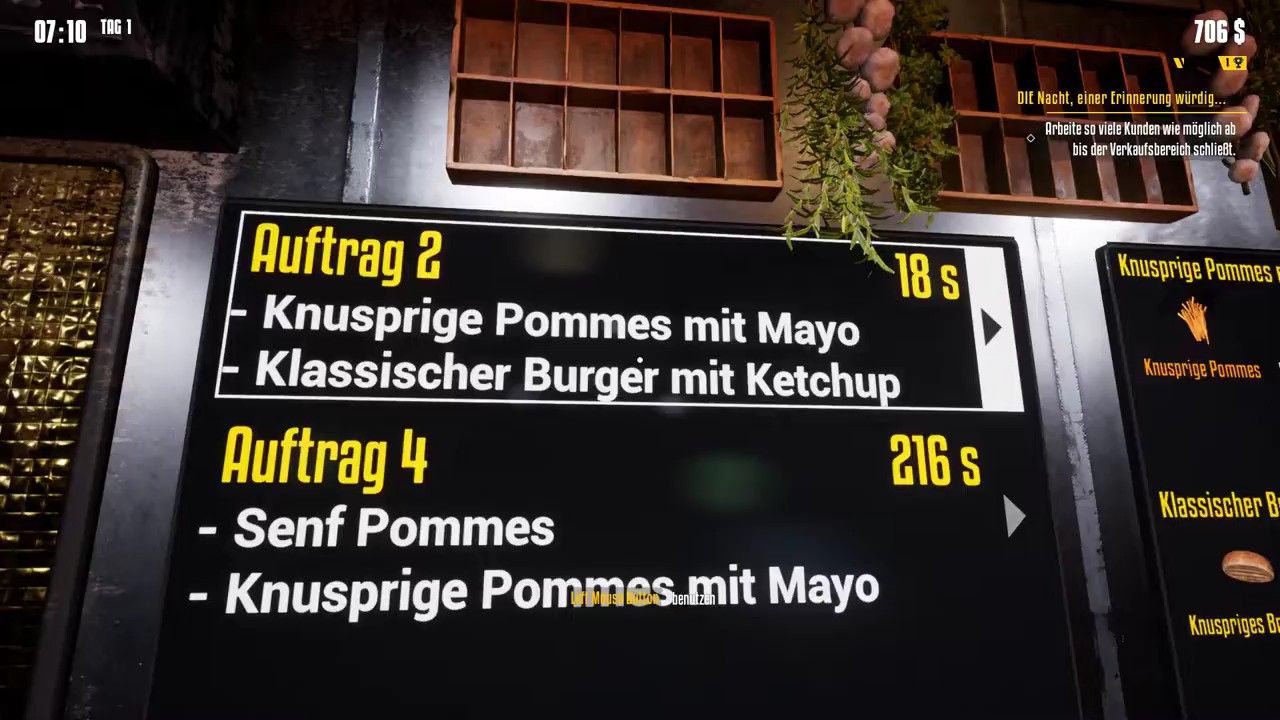 07:10 TAG 1
706 $
1
DIE Nacht, einer Erinnerung würdig...
Arbeite so viele Kunden wie möglich ab
bis der Verkaufsbereich schließt.
Auftrag 2
18 s
- Knusprige Pommes mit Mayo
- Klassischer Burger mit Ketchup
Auftrag 4
216 s
- Senf Pommes
- Knusprige Pommes mit Mayo
Left Mouse Button benutzen
Knusprige Pommes
Knusprige Pommes
Klassischer
Knuspriges